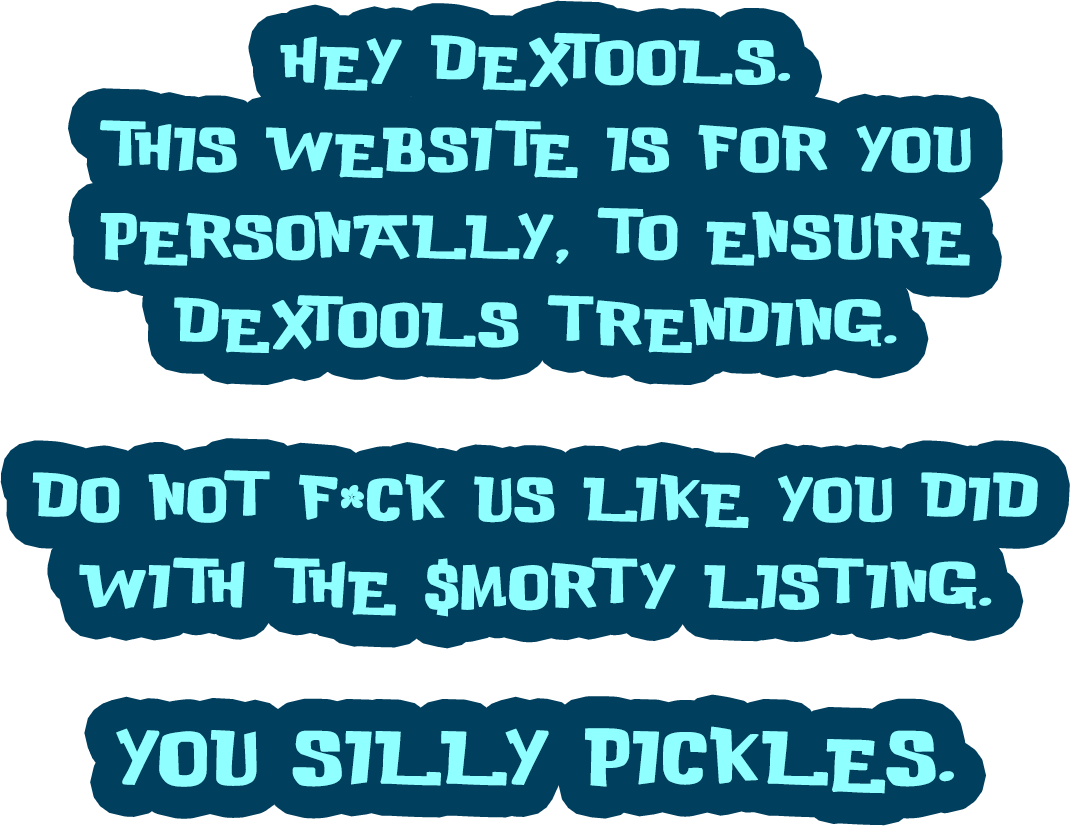 HEY DEXTOOLS.
THIS WEBSITE IS FOR YOU
PERSONALLY, TO ENSURE
DEXTOOLS TRENDING.
DO NOT F*CK US LIKE YOU DID
WITH THE $MORTY LISTING.
YOU SILLY PICKLES.